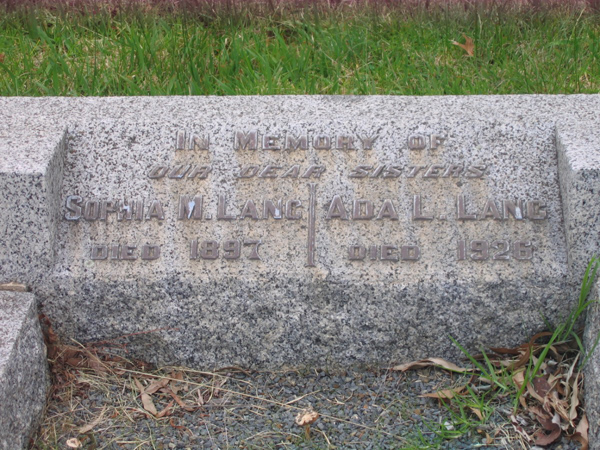 In Memory of
our dear sisters
Sophia M. Lang | Ada L. Lang
died 1897 | died 1926